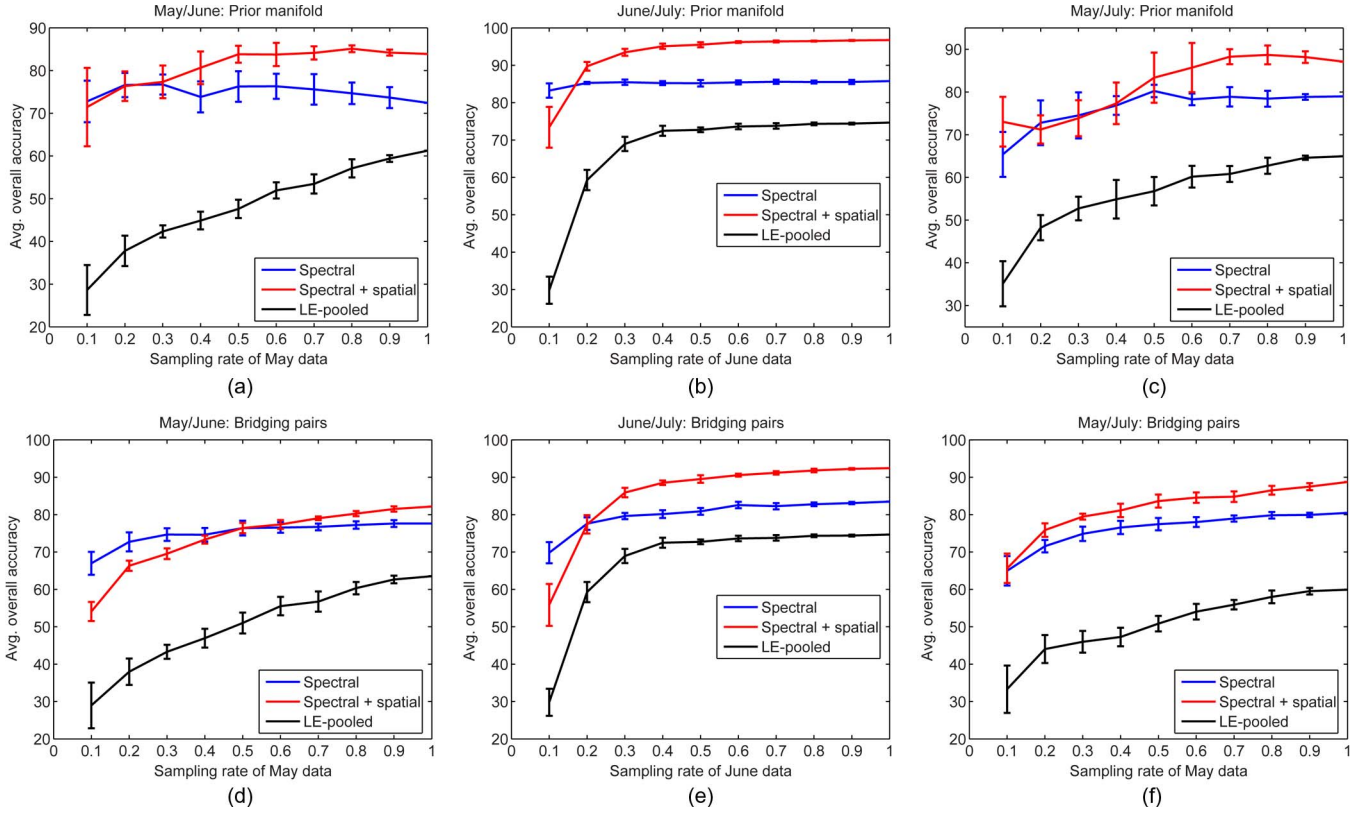 May/June: Prior manifold
90
80
70
60
50
40
30
20
Avg. overall accuracy
Spectral
Spectral + spatial
LE-pooled
0 0.1 0.2 0.3 0.4 0.5 0.6 0.7 0.8 0.9 1
Sampling rate of May data
(a)
June/July: Prior manifold
100
90
80
70
60
50
40
30
20
Avg. overall accuracy
Spectral
Spectral + spatial
LE-pooled
0 0.1 0.2 0.3 0.4 0.5 0.6 0.7 0.8 0.9 1
Sampling rate of June data
(b)
May/July: Prior manifold
90
80
70
60
50
40
30
Avg. overall accuracy
Spectral
Spectral + spatial
LE-pooled
0 0.1 0.2 0.3 0.4 0.5 0.6 0.7 0.8 0.9 1
Sampling rate of May data
(c)
May/June: Bridging pairs
100
90
80
70
60
50
40
30
20
Avg. overall accuracy
Spectral
Spectral + spatial
LE-pooled
0 0.1 0.2 0.3 0.4 0.5 0.6 0.7 0.8 0.9 1
Sampling rate of May data
(d)
June/July: Bridging pairs
100
90
80
70
60
50
40
30
20
Avg. overall accuracy
Spectral
Spectral + spatial
LE-pooled
0 0.1 0.2 0.3 0.4 0.5 0.6 0.7 0.8 0.9 1
Sampling rate of June data
(e)
May/July: Bridging pairs
100
90
80
70
60
50
40
30
20
Avg. overall accuracy
Spectral
Spectral + spatial
LE-pooled
0 0.1 0.2 0.3 0.4 0.5 0.6 0.7 0.8 0.9 1
Sampling rate of May data
(f)